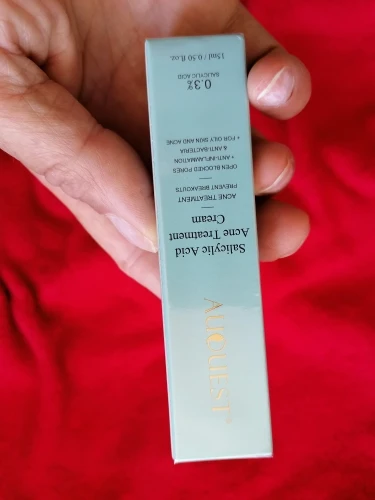 AUQUEST
Salicylic Acid
Acne Treatment
Cream
ACNE TREATMENT
PREVENT BREAKOUTS
OPEN BLOCKED PORES
+ ANTI-INFLAMMATION
& ANTI-BACTERIA
+ FOR OILY SKIN AND ACNE
0.3%
SALICYLIC ACID
15ml / 0.50 fl.oz.